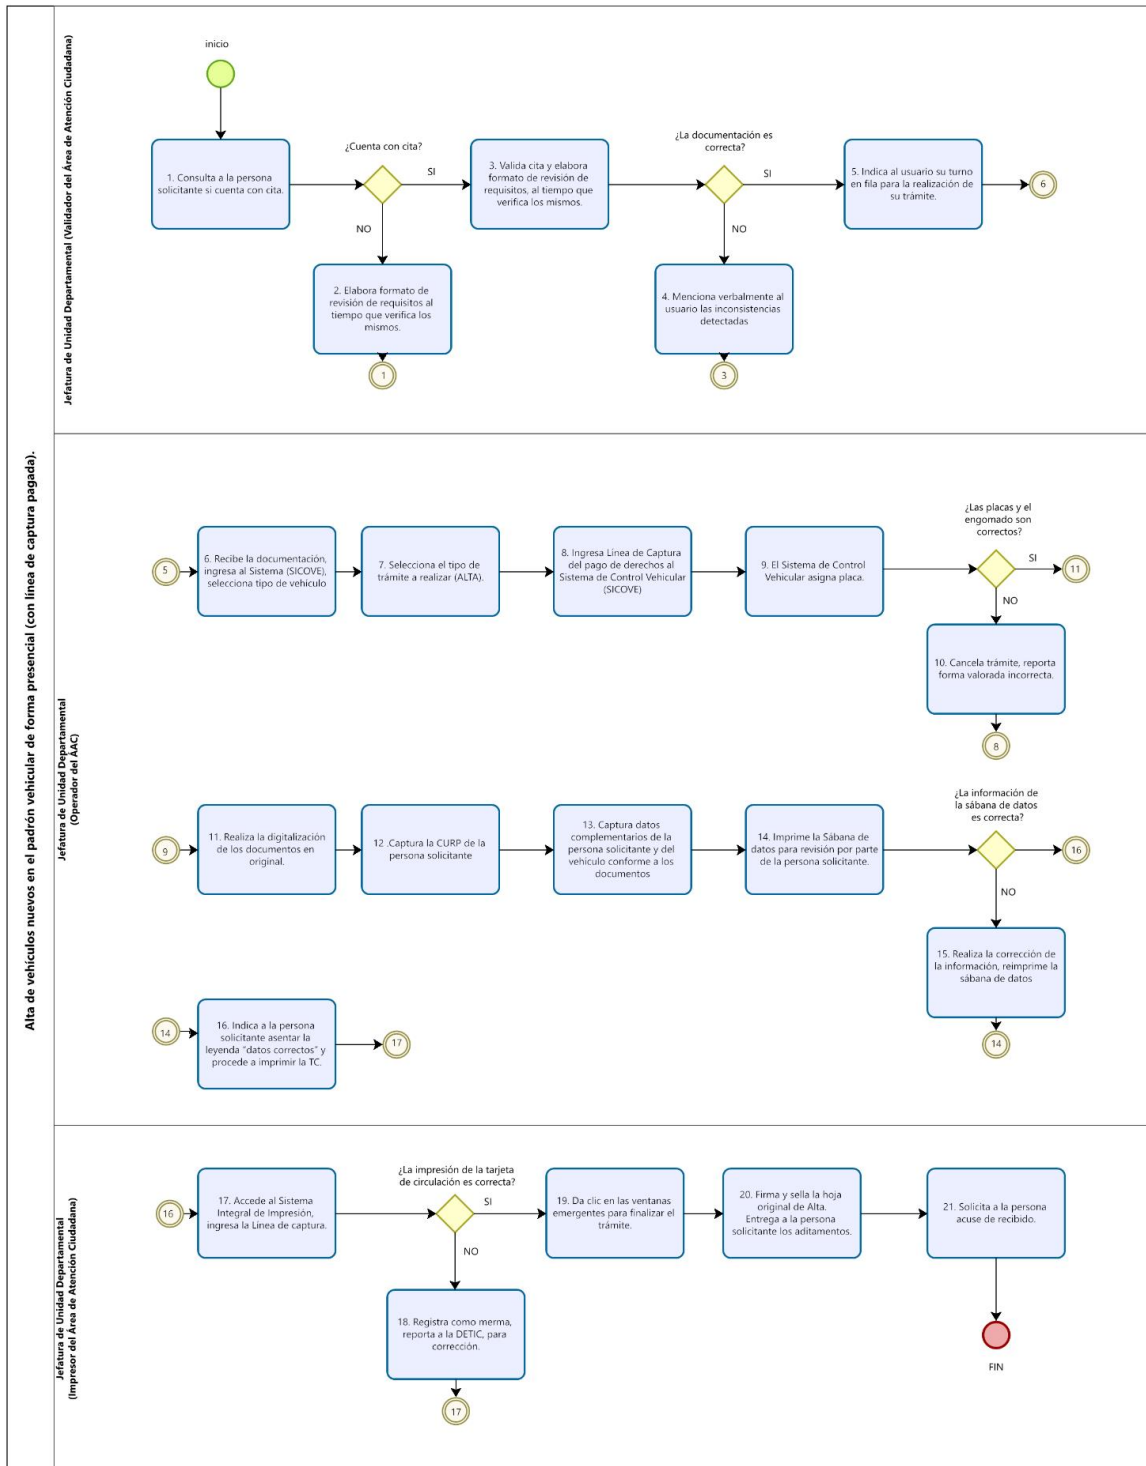 Alta de vehículos nuevos en el padrón vehicular de forma presencial (con línea de captura pagada).
Jefatura de Unidad Departamental (Validador del Área de Atención Ciudadana)
inicio
1. Consulta a la persona
solicitante si cuenta con cita.
¿Cuenta con cita?
SI
NO
2. Elabora formato de
revisión de requisitos al
tiempo que verifica los
mismos.
1
3. Valida cita y elabora
formato de revisión de
requisitos, al tiempo que
verifica los mismos.
¿La documentación es
correcta?
SI
NO
4. Menciona verbalmente al
usuario las inconsistencias
detectadas
3
5. Indica al usuario su turno
en fila para la realización de
su trámite.
6
Jefatura de Unidad Departamental
(Operador del ÁAC)
5
6. Recibe la documentación,
ingresa al Sistema (SICOVE),
selecciona tipo de vehículo
7. Selecciona el tipo de
trámite a realizar (ALTA).
8. Ingresa Línea de Captura
del pago de derechos al
Sistema de Control Vehicular
(SICOVE)
9. El Sistema de Control
Vehicular asigna placa.
¿Las placas y el
engomado son
correctos?
SI
11
NO
10. Cancela trámite, reporta
forma valorada incorrecta.
8
9
11. Realiza la digitalización
de los documentos en
original.
12 .Captura la CURP de la
persona solicitante
13. Captura datos
complementarios de la
persona solicitante y del
vehículo conforme a los
documentos
14. Imprime la Sábana de
datos para revisión por parte
de la persona solicitante.
¿La información de
la sábana de datos
es correcta?
16
NO
15. Realiza la corrección de
la información, reimprime la
sábana de datos
14
14
16. Indica a la persona
solicitante asentar la
leyenda "datos correctos" y
procede a imprimir la TC.
17
Jefatura de Unidad Departamental
(Impresor del Área de Atención Ciudadana)
16
17. Accede al Sistema
Integral de Impresión,
ingresa la Línea de captura.
¿La impresión de la tarjeta
de circulación es correcta?
SI
NO
18. Registra como merma,
reporta a la DETIC, para
corrección.
17
19. Da clic en las ventanas
emergentes para finalizar el
trámite.
20. Firma y sella la hoja
original de Alta.
Entrega a la persona
solicitante los aditamentos.
21. Solicita a la persona
acuse de recibido.
FIN